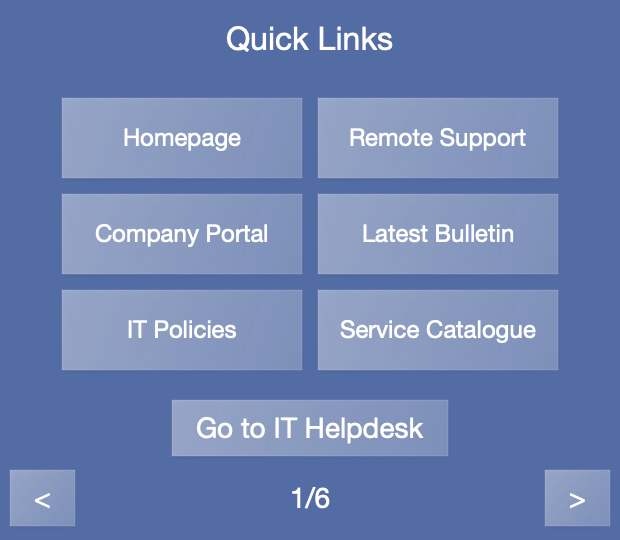 Quick Links
Homepage
Remote Support
Company Portal
Latest Bulletin
IT Policies
Service Catalogue
Go to IT Helpdesk
<
1/6
>